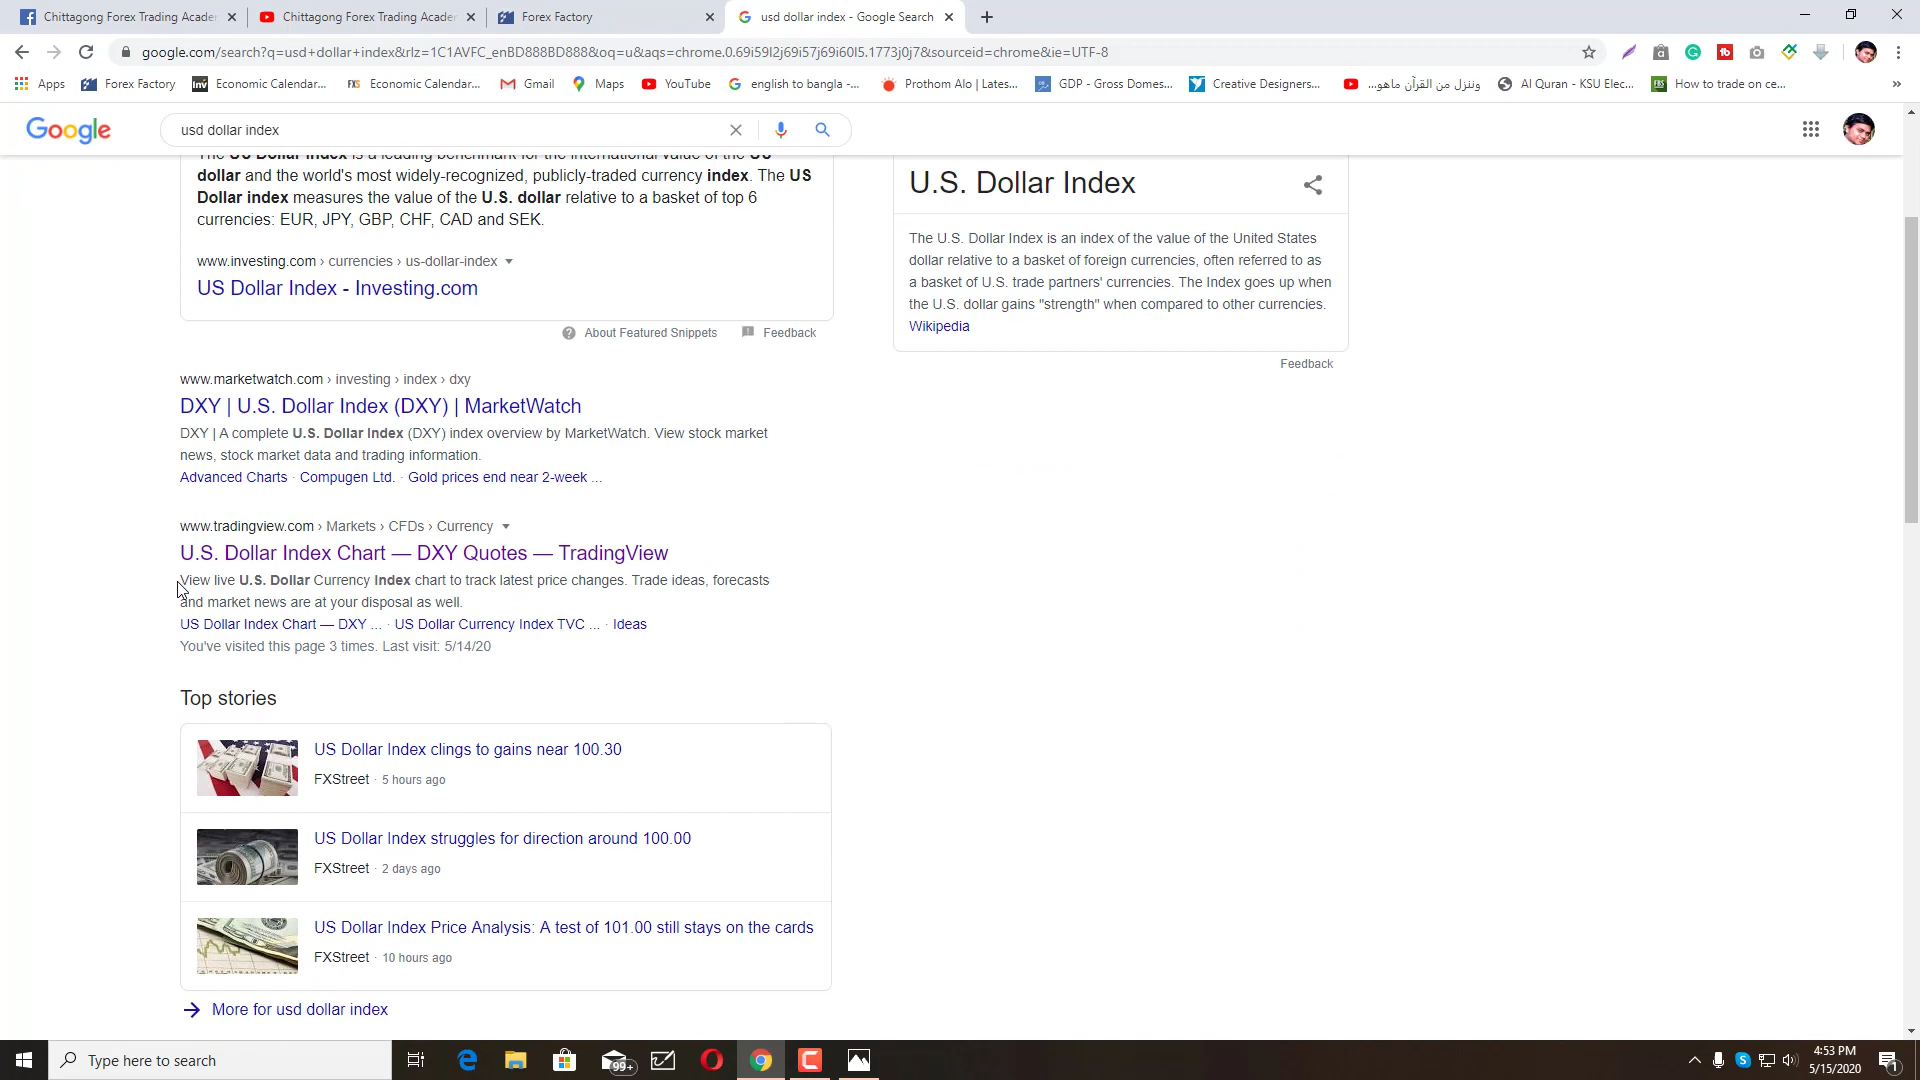 Chittagong Forex Trading Acader
Chittagong Forex Trading Acader
Forex Factory
usd dollar index - Google Search
google.com/search?q=usd+dollar+index&rlz=1C1AVFC_enBD888BD888&oq=u&aqs=chrome.0.69i59l2j69i57j69i60l5.1773j0j7&sourceid=chrome&ie=UTF-8
Apps Forex Factory Economic Calendar... Economic Calendar... Gmail Maps YouTube english to bangla -... Prothom Alo | Lates... GDP - Gross Domes... Creative Designers... وننزل من القرآن ماهو... Al Quran - KSU Elec... How to trade on ce... »
Google
usd dollar index
The US Dollar Index is a leading benchmark for the international value of the US
dollar and the world's most widely-recognized, publicly-traded currency index. The US
Dollar index measures the value of the U.S. dollar relative to a basket of top 6
currencies: EUR, JPY, GBP, CHF, CAD and SEK.
www.investing.com › currencies › us-dollar-index
US Dollar Index - Investing.com
About Featured Snippets Feedback
U.S. Dollar Index
The U.S. Dollar Index is an index of the value of the United States
dollar relative to a basket of foreign currencies, often referred to as
a basket of U.S. trade partners' currencies. The Index goes up when
the U.S. dollar gains "strength" when compared to other currencies.
Wikipedia
Feedback
www.marketwatch.com › investing › index › dxy
DXY | U.S. Dollar Index (DXY) | MarketWatch
DXY | A complete U.S. Dollar Index (DXY) index overview by MarketWatch. View stock market
news, stock market data and trading information.
Advanced Charts · Compugen Ltd. · Gold prices end near 2-week ...
www.tradingview.com › Markets › CFDs › Currency
U.S. Dollar Index Chart — DXY Quotes — TradingView
View live U.S. Dollar Currency Index chart to track latest price changes. Trade ideas, forecasts
and market news are at your disposal as well.
US Dollar Index Chart — DXY ... · US Dollar Currency Index TVC ... · Ideas
You've visited this page 3 times. Last visit: 5/14/20
Top stories
US Dollar Index clings to gains near 100.30
FXStreet · 5 hours ago
US Dollar Index struggles for direction around 100.00
FXStreet · 2 days ago
US Dollar Index Price Analysis: A test of 101.00 still stays on the cards
FXStreet · 10 hours ago
More for usd dollar index
Type here to search
99+
4:53 PM
5/15/2020
1